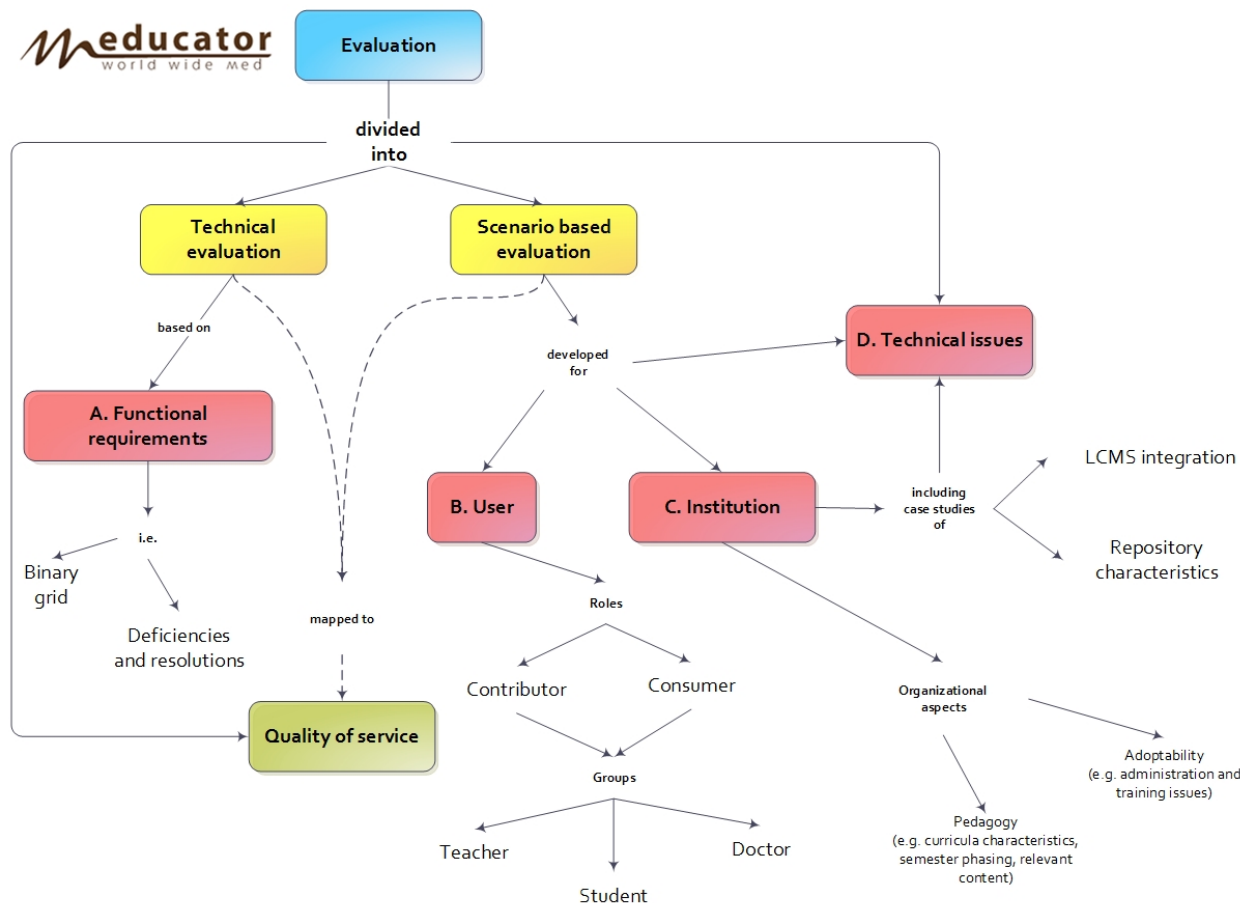 meducator
world wide med
Evaluation
divided
into
Technical
evaluation
Scenario based
evaluation
based on
developed
for
D. Technical issues
A. Functional
requirements
B. User
C. Institution
including
case studies
of
LCMS integration
Repository
characteristics
i.e.
Binary
grid
Deficiencies
and resolutions
mapped to
Roles
Contributor
Consumer
Organizational
aspects
Quality of service
Groups
Adoptability
(e.g. administration and
training issues)
Teacher
Student
Doctor
Pedagogy
(e.g. curricula characteristics,
semester phasing, relevant
content)